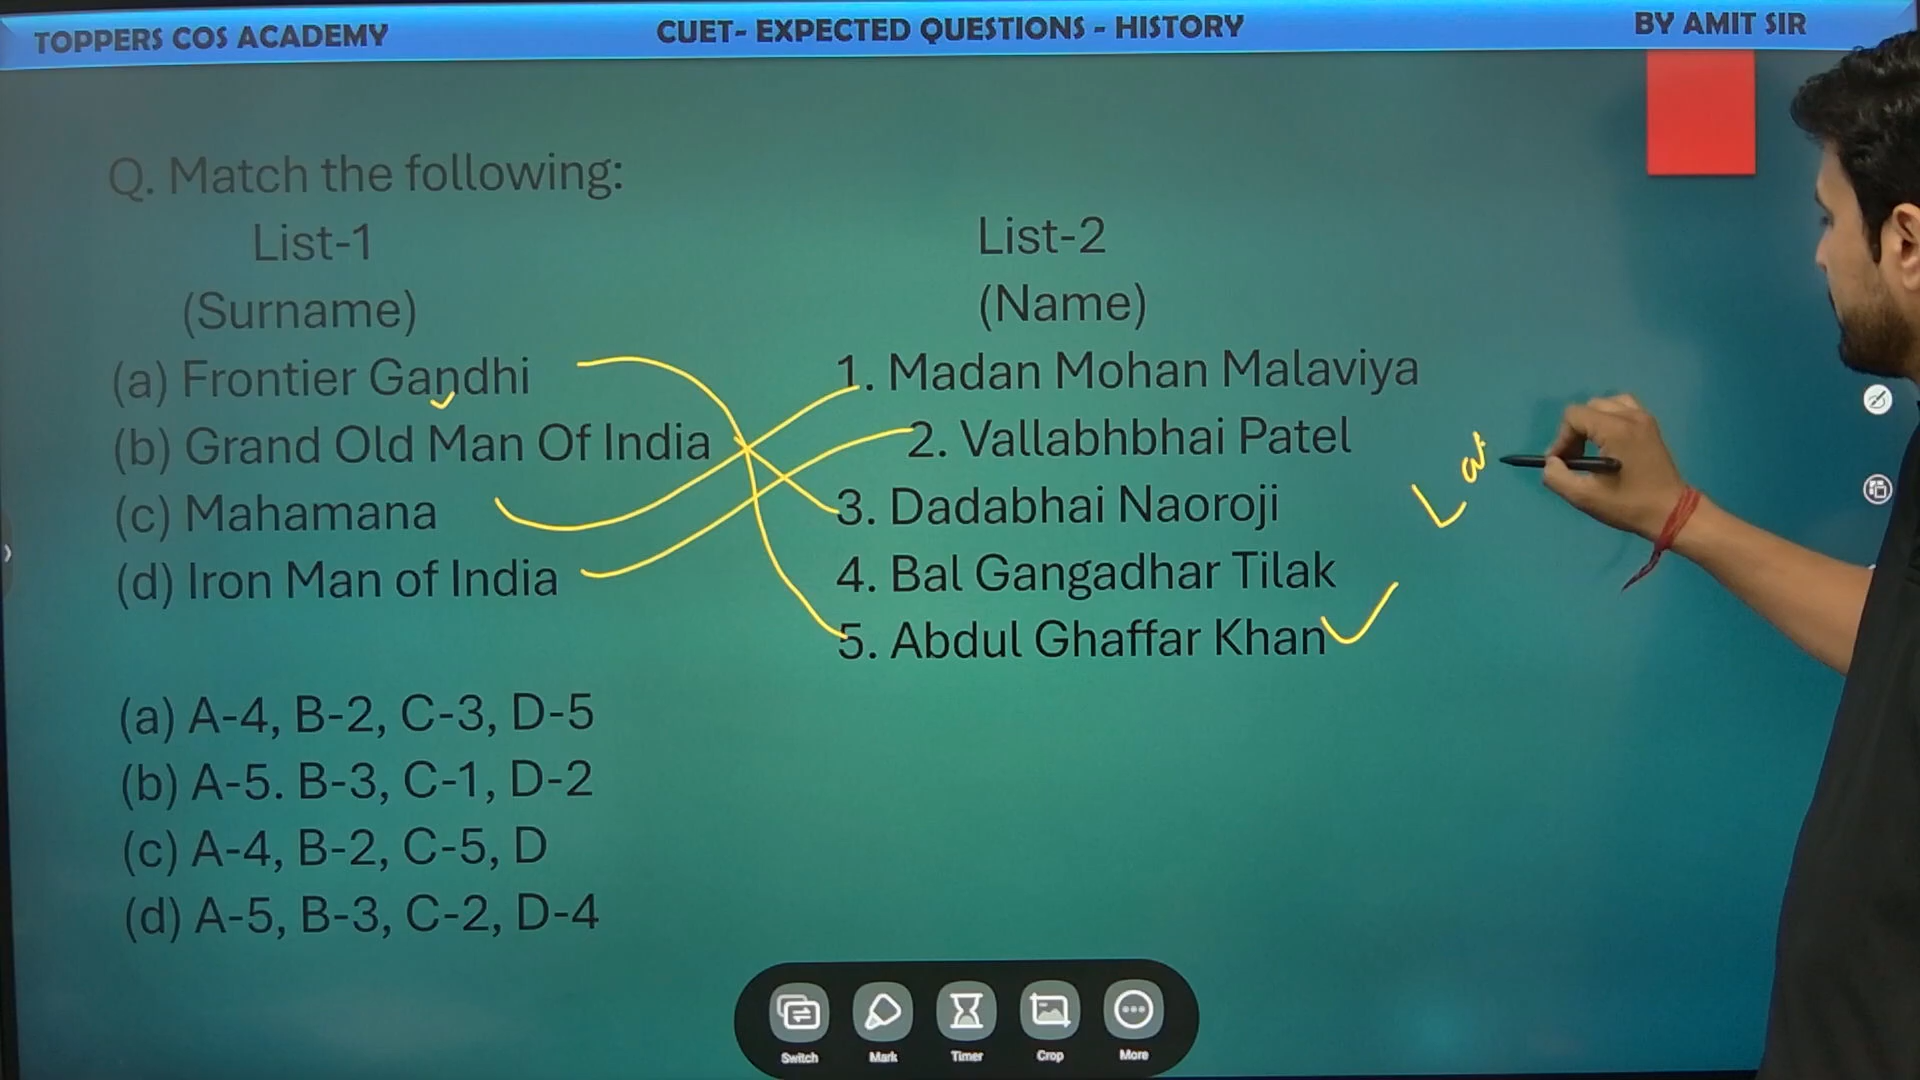 TOPPERS COS ACADEMY CUET- EXPECTED QUESTIONS - HISTORY BY AMIT SIR
Q. Match the following:
List-1 List-2
(Surname) (Name)
(a) Frontier Gandhi 1. Madan Mohan Malaviya
(b) Grand Old Man Of India 2. Vallabhbhai Patel
(c) Mahamana 3. Dadabhai Naoroji
(d) Iron Man of India 4. Bal Gangadhar Tilak
5. Abdul Ghaffar Khan
(a) A-4, B-2, C-3, D-5
(b) A-5. B-3, C-1, D-2
(c) A-4, B-2, C-5, D
(d) A-5, B-3, C-2, D-4
Switch Mark Timer Crop More